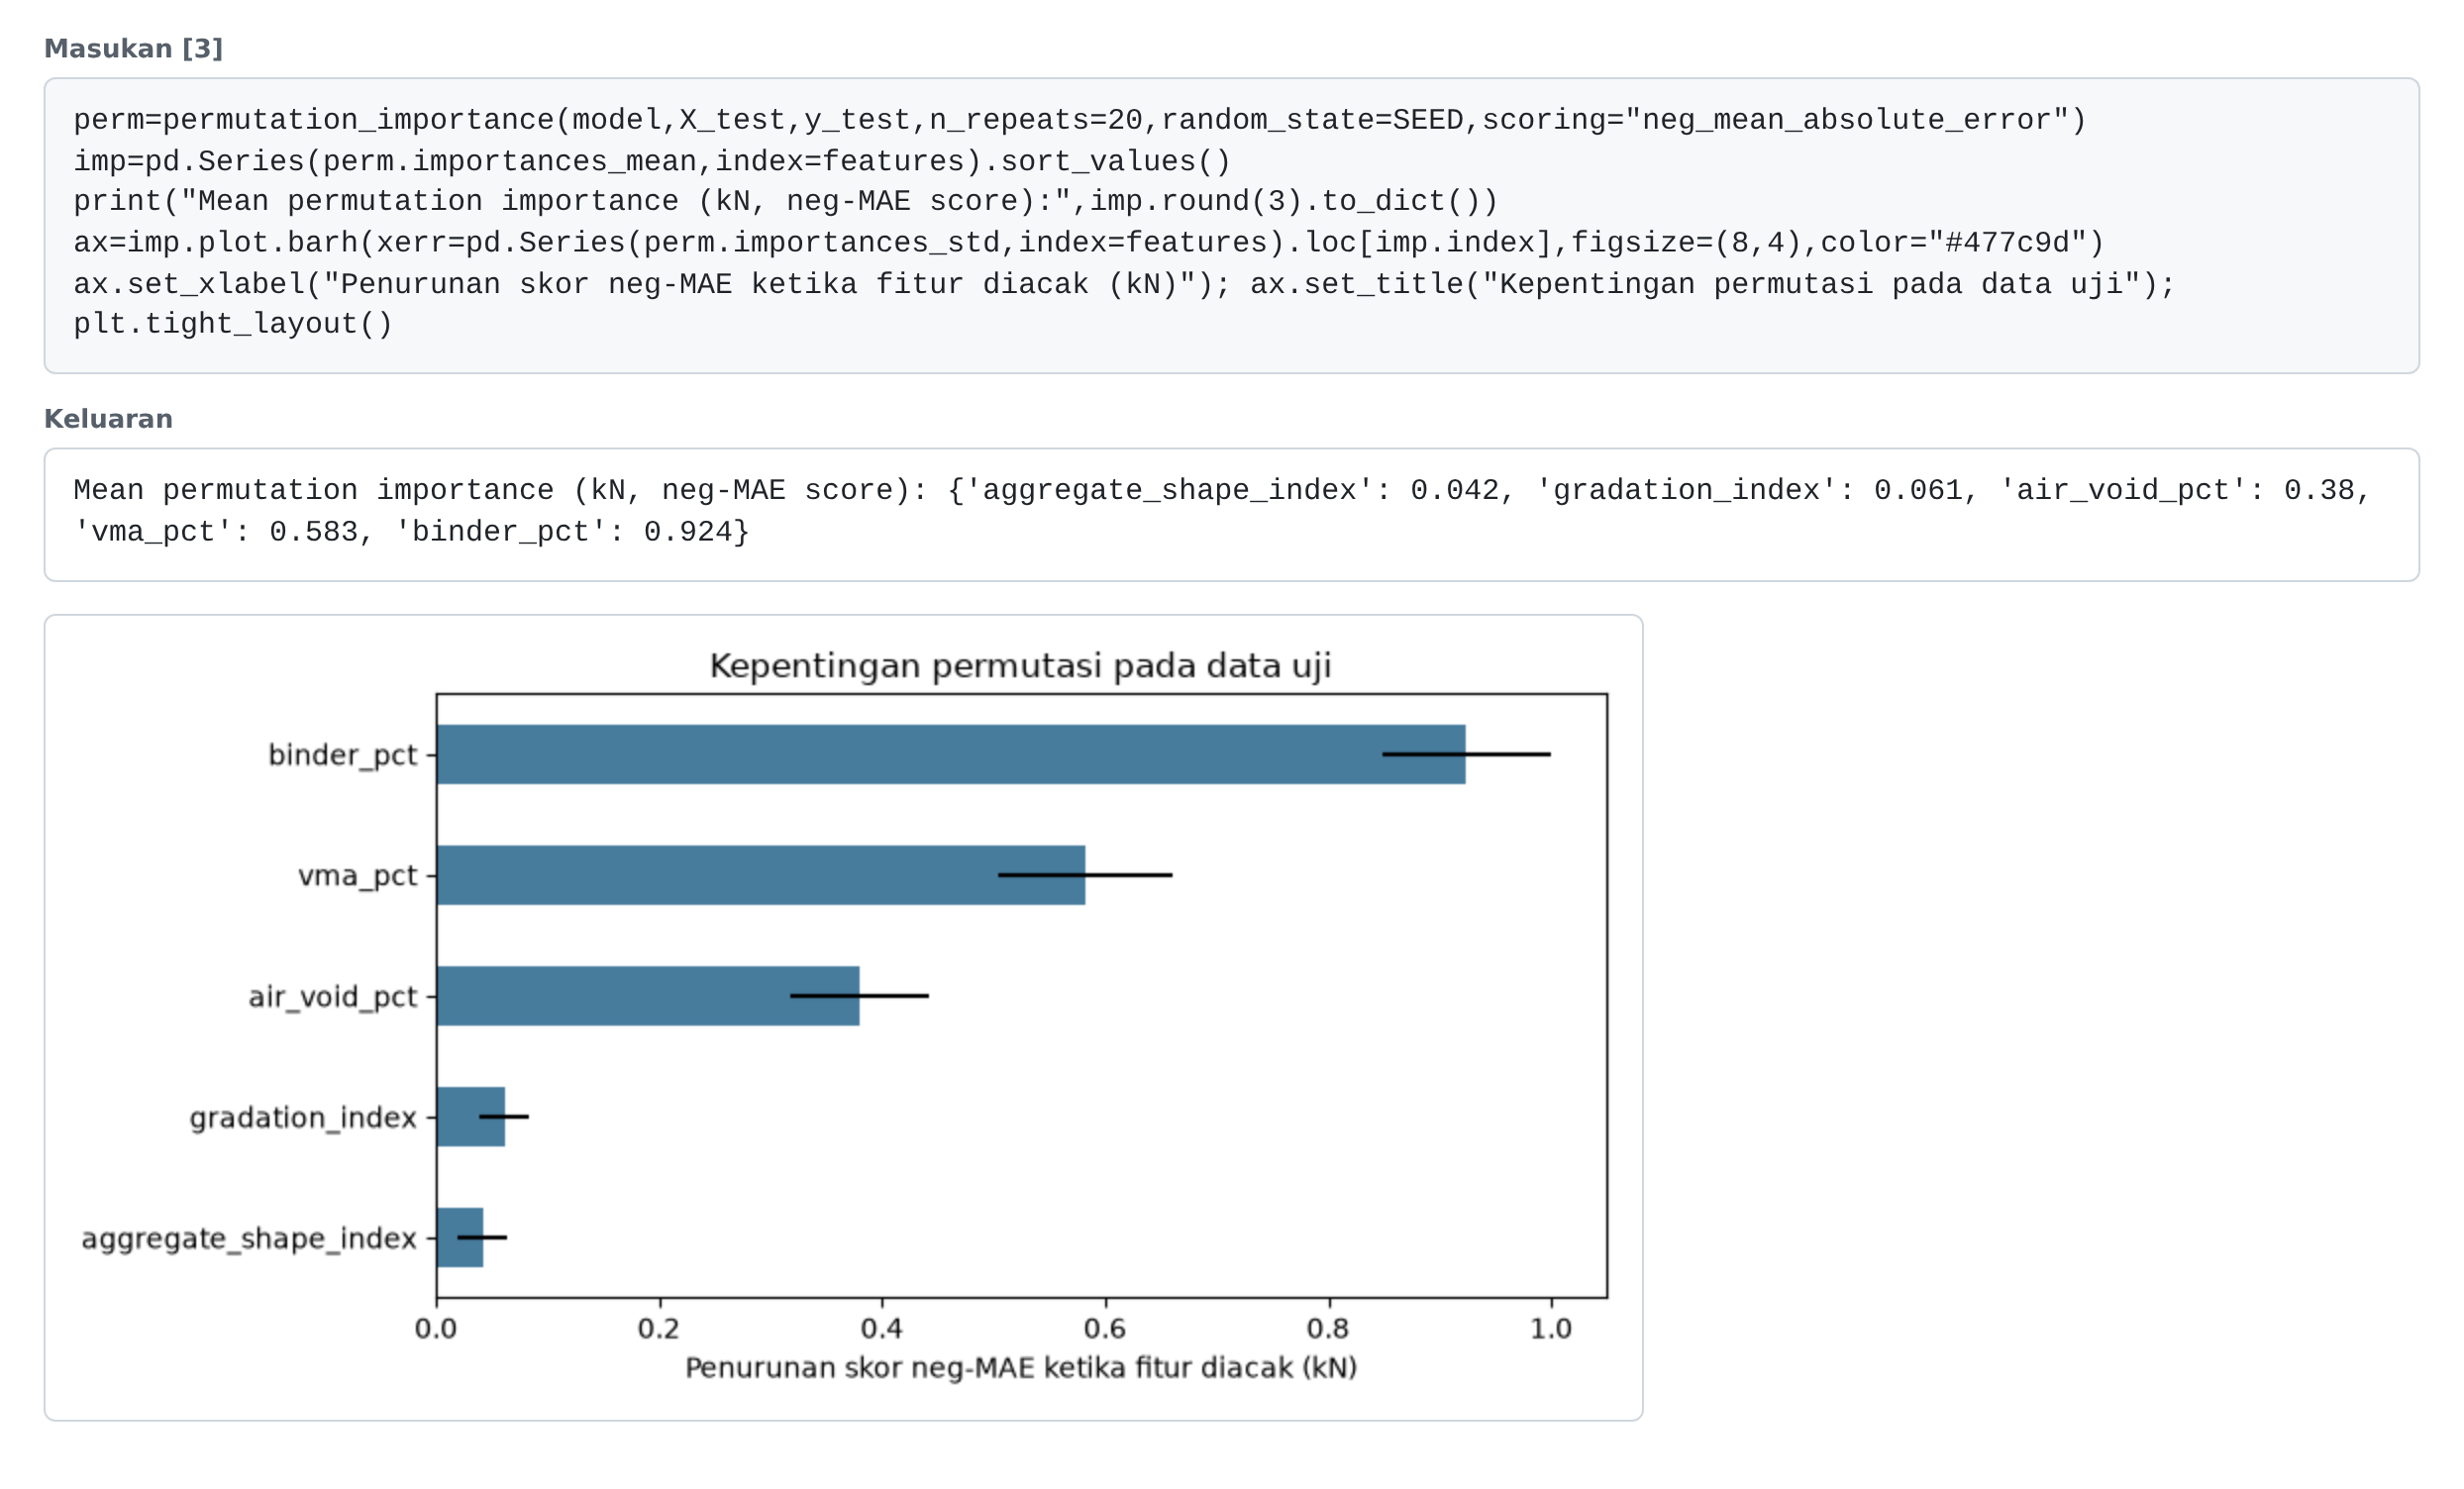 Masukan [3]
perm=permutation_importance(model,X_test,y_test,n_repeats=20,random_state=SEED,scoring="neg_mean_absolute_error")
imp=pd.Series(perm.importances_mean,index=features).sort_values()
print("Mean permutation importance (kN, neg-MAE score):",imp.round(3).to_dict())
ax=imp.plot.barh(xerr=pd.Series(perm.importances_std,index=features).loc[imp.index],figsize=(8,4),color="#477c9d")
ax.set_xlabel("Penurunan skor neg-MAE ketika fitur diacak (kN)"); ax.set_title("Kepentingan permutasi pada data uji");
plt.tight_layout()
Keluaran
Mean permutation importance (kN, neg-MAE score): {'aggregate_shape_index': 0.042, 'gradation_index': 0.061, 'air_void_pct': 0.38,
'vma_pct': 0.583, 'binder_pct': 0.924}
Kepentingan permutasi pada data uji
binder_pct
vma_pct
air_void_pct
gradation_index
aggregate_shape_index
0.0 0.2 0.4 0.6 0.8 1.0
Penurunan skor neg-MAE ketika fitur diacak (kN)